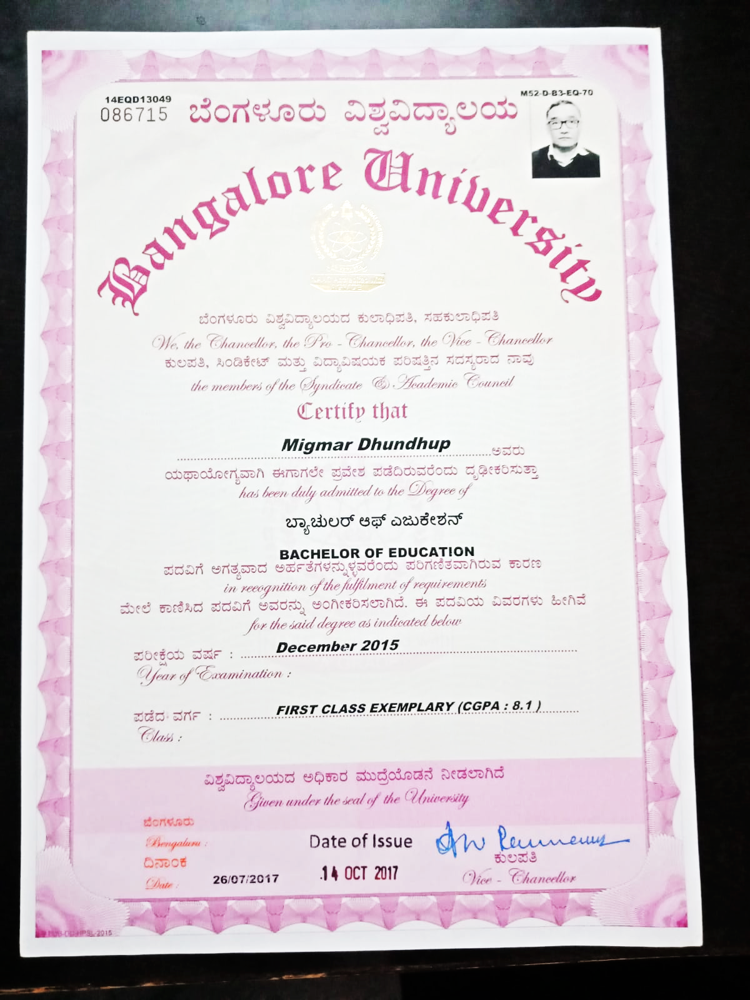 14EQD13049
M52-D-B3-EQ-70
086715
ಬೆಂಗಳೂರು ವಿಶ್ವವಿದ್ಯಾಲಯ
Bangalore University
ಬೆಂಗಳೂರು ವಿಶ್ವವಿದ್ಯಾಲಯದ ಕುಲಾಧಿಪತಿ, ಸಹಕುಲಾಧಿಪತಿ
We, the Chancellor, the Pro - Chancellor, the Vice - Chancellor
ಕುಲಪತಿ, ಸಿಂಡಿಕೇಟ್ ಮತ್ತು ವಿದ್ಯಾವಿಷಯಕ ಪರಿಷತ್ತಿನ ಸದಸ್ಯರಾದ ನಾವು
the members of the Syndicate & Academic Council
Certify that
Migmar Dhundhup ಅವರು
ಯಥಾಯೋಗ್ಯವಾಗಿ ಈಗಾಗಲೇ ಪ್ರವೇಶ ಪಡೆದಿರುವರೆಂದು ದೃಢೀಕರಿಸುತ್ತಾ
has been duly admitted to the Degree of
ಬ್ಯಾಚುಲರ್ ಆಫ್ ಎಜುಕೇಶನ್
BACHELOR OF EDUCATION
ಪದವಿಗೆ ಅಗತ್ಯವಾದ ಅರ್ಹತೆಗಳನ್ನುಳ್ಳವರೆಂದು ಪರಿಗಣಿತವಾಗಿರುವ ಕಾರಣ
in recognition of the fulfilment of requirements
ಮೇಲೆ ಕಾಣಿಸಿದ ಪದವಿಗೆ ಅವರನ್ನು ಅಂಗೀಕರಿಸಲಾಗಿದೆ. ಈ ಪದವಿಯ ವಿವರಗಳು ಹೀಗಿವೆ
for the said degree as indicated below
ಪರೀಕ್ಷೆಯ ವರ್ಷ : December 2015
Year of Examination :
ಪಡೆದ ವರ್ಗ : FIRST CLASS EXEMPLARY (CGPA : 8.1 )
Class :
ವಿಶ್ವವಿದ್ಯಾಲಯದ ಅಧಿಕಾರ ಮುದ್ರೆಯೊಡನೆ ನೀಡಲಾಗಿದೆ
Given under the seal of the University
ಬೆಂಗಳೂರು
Bengaluru :
Date of Issue
ದಿನಾಂಕ
ಕುಲಪತಿ
Date : 26/07/2017
14 OCT 2017
Vice - Chancellor